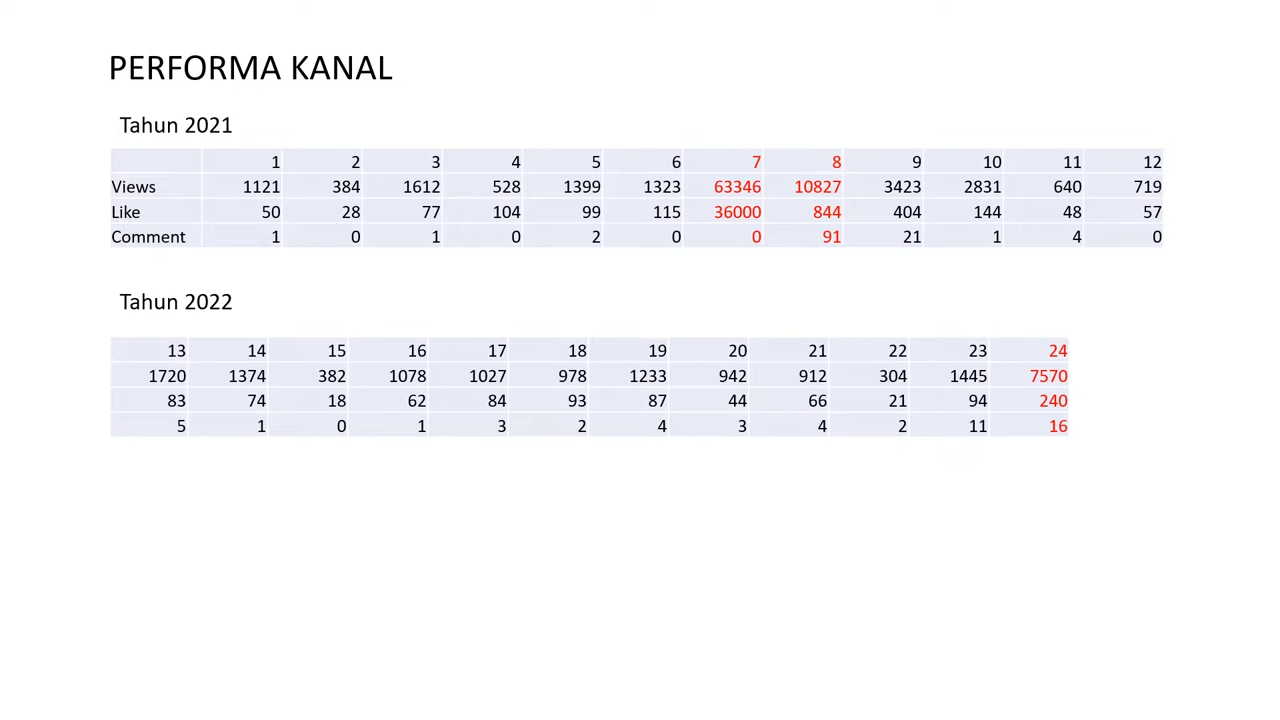 PERFORMA KANAL
Tahun 2021
1 2 3 4 5 6 7 8 9 10 11 12
Views 1121 384 1612 528 1399 1323 63346 10827 3423 2831 640 719
Like 50 28 77 104 99 115 36000 844 404 144 48 57
Comment 1 0 1 0 2 0 0 91 21 1 4 0
Tahun 2022
13 14 15 16 17 18 19 20 21 22 23 24
1720 1374 382 1078 1027 978 1233 942 912 304 1445 7570
83 74 18 62 84 93 87 44 66 21 94 240
5 1 0 1 3 2 4 3 4 2 11 16